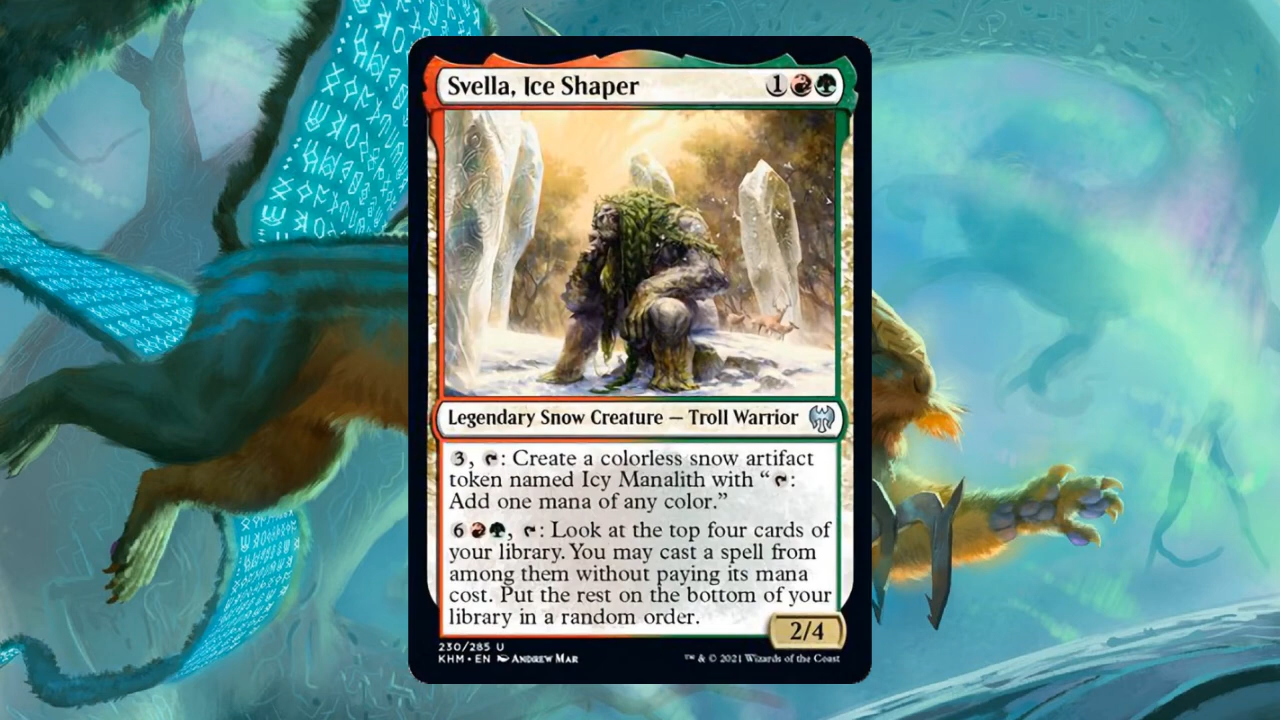 Svella, Ice Shaper
1
Legendary Snow Creature — Troll Warrior
3, : Create a colorless snow artifact
token named Icy Manalith with “ :
Add one mana of any color.”
6 , : Look at the top four cards of
your library. You may cast a spell from
among them without paying its mana
cost. Put the rest on the bottom of your
library in a random order.
2/4
230/285 U
KHM • EN Andrew Mar
™ & © 2021 Wizards of the Coast